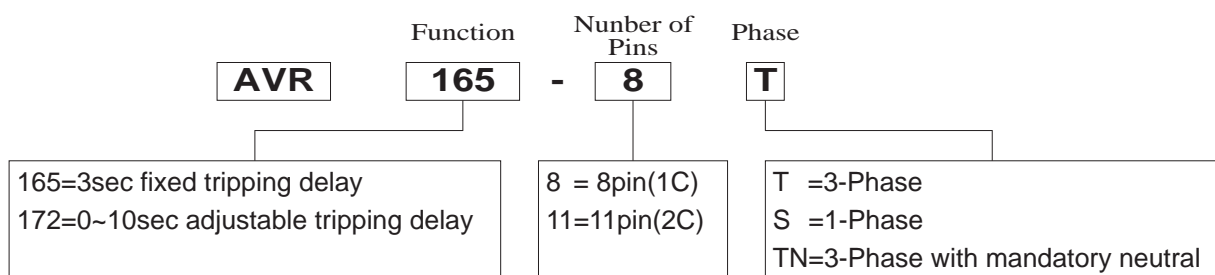 Function
Nunber of
Pins
Phase
AVR 165 - 8 T
165=3sec fixed tripping delay
172=0~10sec adjustable tripping delay
8 = 8pin(1C)
11=11pin(2C)
T =3-Phase
S =1-Phase
TN=3-Phase with mandatory neutral